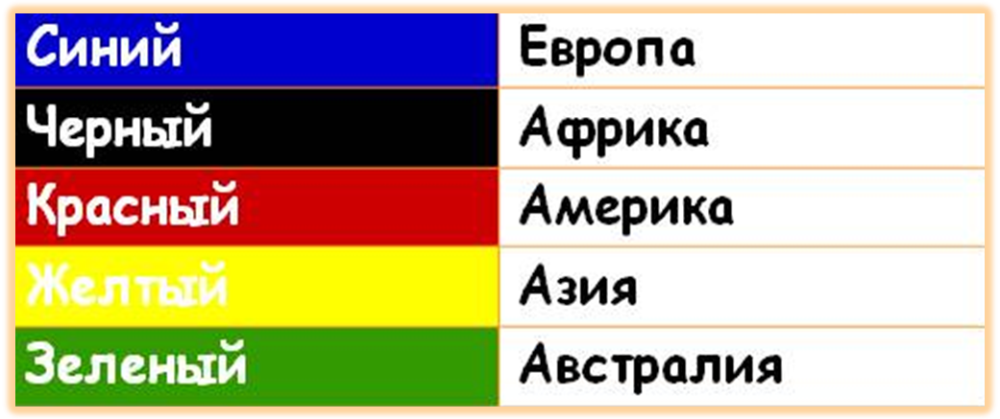 Синий Европа
Черный Африка
Красный Америка
Желтый Азия
Зеленый Австралия